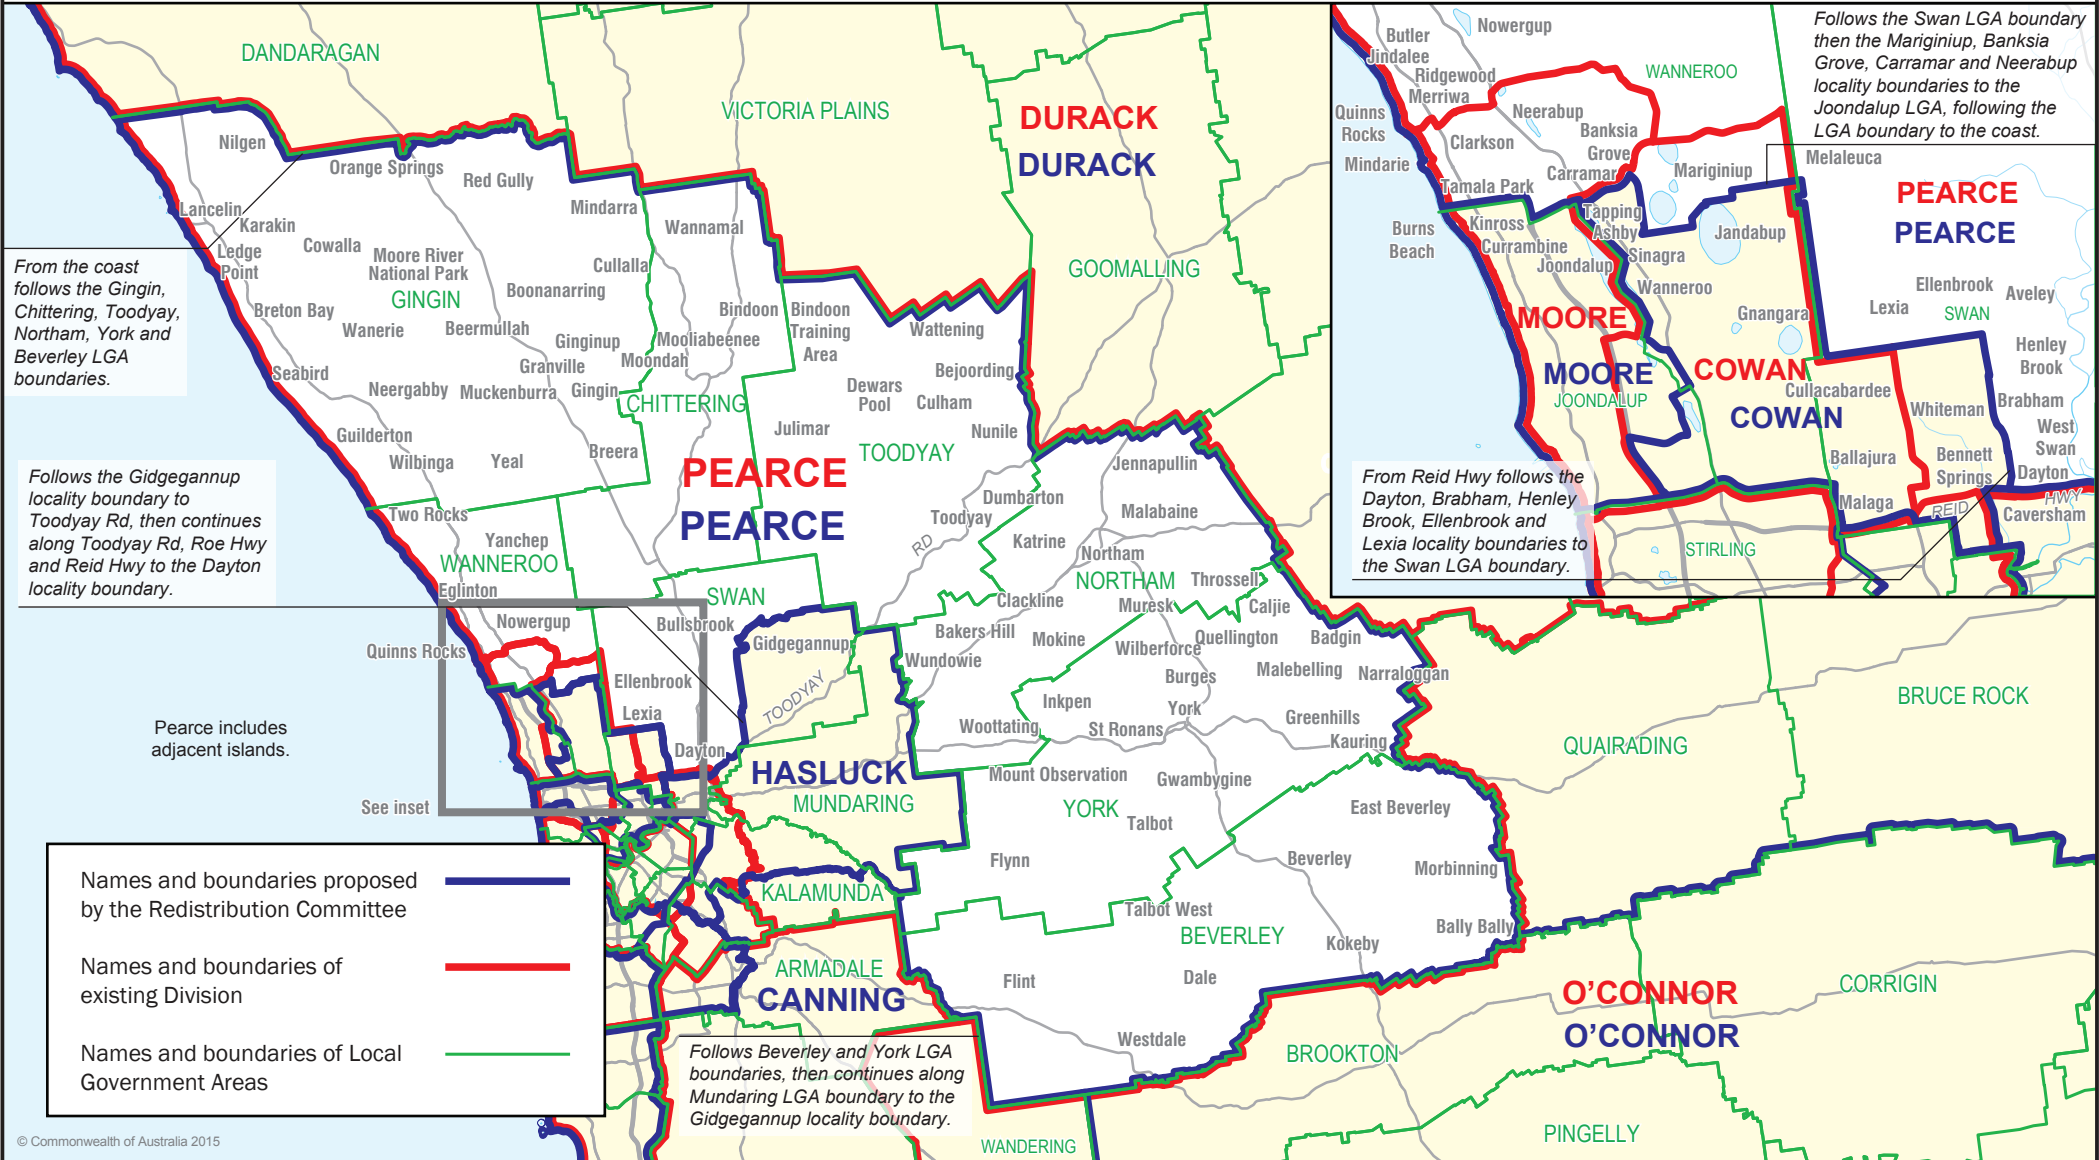 DANDARAGAN
VICTORIA PLAINS
DURACK
DURACK
GOOMALLING
Nilgen
Orange Springs
Red Gully
Mindarra
Wannamal
Lancelin
Karakin
Ledge
Point
Cowalla
Moore River
National Park
GINGIN
Cullalla
Boonanarring
Breton Bay
Wanerie
Beermullah
Bindoon
Bindoon
Training
Area
Wattening
Ginginup
Mooliabeenee
Moondah
Granville
Seabird
Neergabby
Muckenburra
Gingin
CHITTERING
Bejoording
Dewars
Pool
Culham
Julimar
Nunile
TOODYAY
Guilderton
Wilbinga
Yeal
Breera
PEARCE
PEARCE
Jennapullin
Dumbarton
Toodyay
Malabaine
RD
Katrine
Northam
NORTHAM
Throssell
Two Rocks
Yanchep
WANNEROO
Eglinton
SWAN
Clackline
Muresk
Caljie
Nowergup
Bullsbrook
Gidgegannup
Bakers Hill
Mokine
Wilberforce
Quellington
Badgin
Quinns Rocks
Wundowie
Burges
Malebelling
Narraloggan
Ellenbrook
TOODYAY
Lexia
Inkpen
York
Woottating
St Ronans
Greenhills
Kauring
Dayton
HASLUCK
MUNDARING
Mount Observation
Gwambygine
YORK
Talbot
East Beverley
Flynn
Beverley
Morbinning
KALAMUNDA
Talbot West
BEVERLEY
Kokeby
Bally Bally
ARMADALE
CANNING
Flint
Dale
Westdale
BROOKTON
WANDERING
PINGELLY
O'CONNOR
O'CONNOR
CORRIGIN
QUAIRADING
BRUCE ROCK
From the coast
follows the Gingin,
Chittering, Toodyay,
Northam, York and
Beverley LGA
boundaries.
Follows the Gidgegannup
locality boundary to
Toodyay Rd, then continues
along Toodyay Rd, Roe Hwy
and Reid Hwy to the Dayton
locality boundary.
Pearce includes
adjacent islands.
See inset
Names and boundaries proposed
by the Redistribution Committee
Names and boundaries of
existing Division
Names and boundaries of Local
Government Areas
© Commonwealth of Australia 2015
Follows Beverley and York LGA
boundaries, then continues along
Mundaring LGA boundary to the
Gidgegannup locality boundary.
Nowergup
Butler
Jindalee
Ridgewood
Merriwa
WANNEROO
Quinns
Rocks
Neerabup
Clarkson
Banksia
Grove
Mindarie
Carramar
Mariginiup
Melaleuca
Tamala Park
PEARCE
PEARCE
Burns
Beach
Kinross
Tapping
Ashby
Currambine
Joondalup
Sinagra
Jandabup
Wanneroo
Ellenbrook
Aveley
Lexia
SWAN
Gnangara
MOORE
MOORE
JOONDALUP
COWAN
COWAN
Cullacabardee
Henley
Brook
Whiteman
Brabham
West
Swan
Ballajura
Bennett
Springs
Dayton
Malaga
REID
HWY
Caversham
STIRLING
Follows the Swan LGA boundary
then the Mariginiup, Banksia
Grove, Carramar and Neerabup
locality boundaries to the
Joondalup LGA, following the
LGA boundary to the coast.
From Reid Hwy follows the
Dayton, Brabham, Henley
Brook, Ellenbrook and
Lexia locality boundaries to
the Swan LGA boundary.